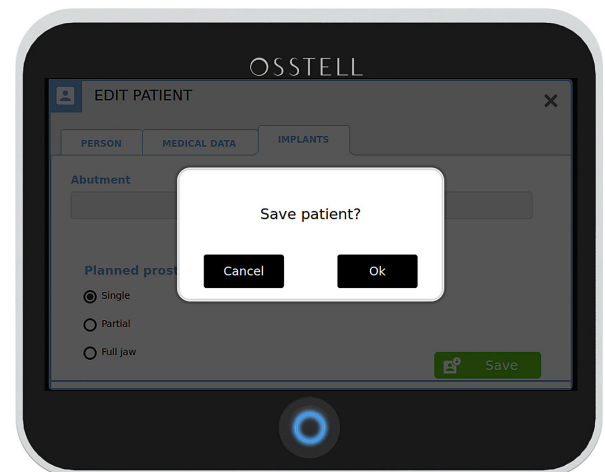 OSSTELL
EDIT PATIENT
PERSON
MEDICAL DATA
IMPLANTS
Abutment
Save patient?
Cancel
Ok
Planned prost
Single
Partial
Full jaw
Save